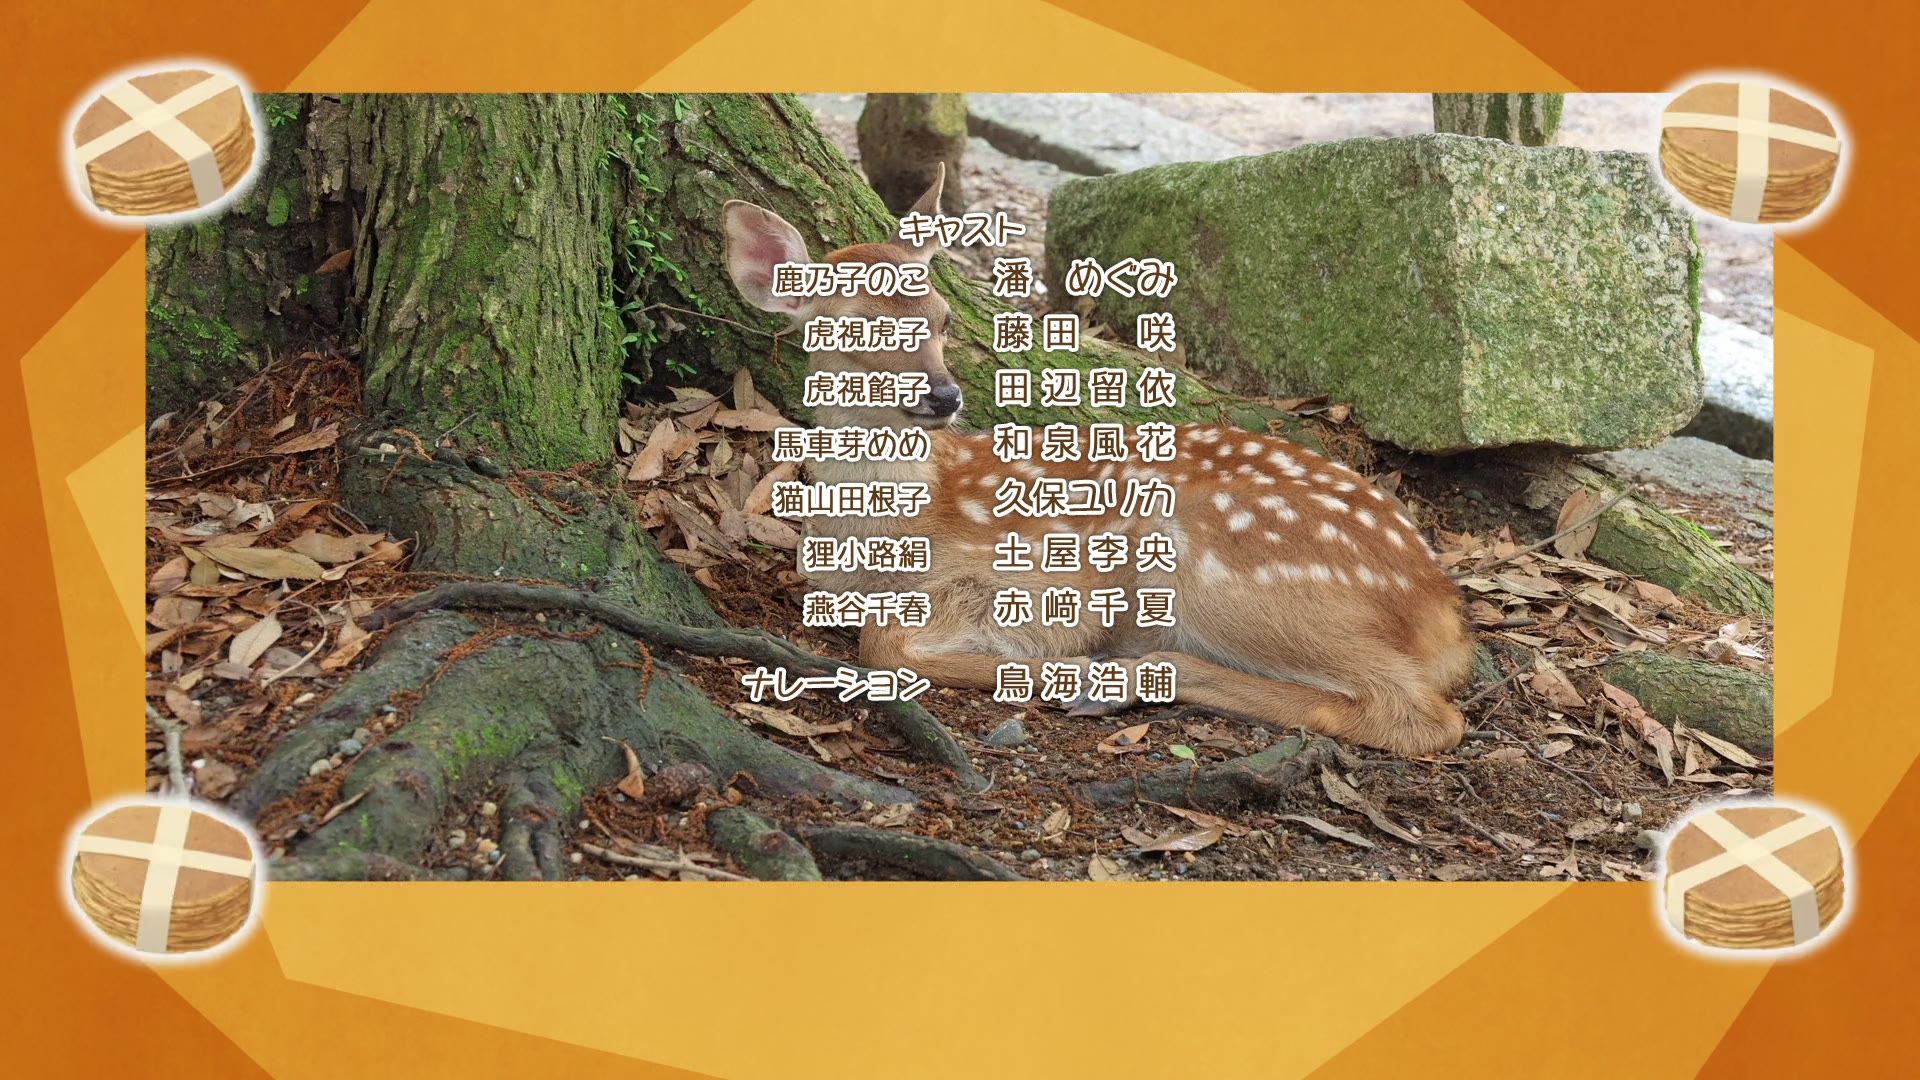 キャスト
鹿乃子のこ　潘　めぐみ
虎視虎子　藤田　咲
虎視餡子　田辺留依
馬車芽めめ　和泉風花
猫山田根子　久保ユリカ
狸小路絹　土屋李央
燕谷千春　赤﨑千夏
ナレーション　鳥海浩輔